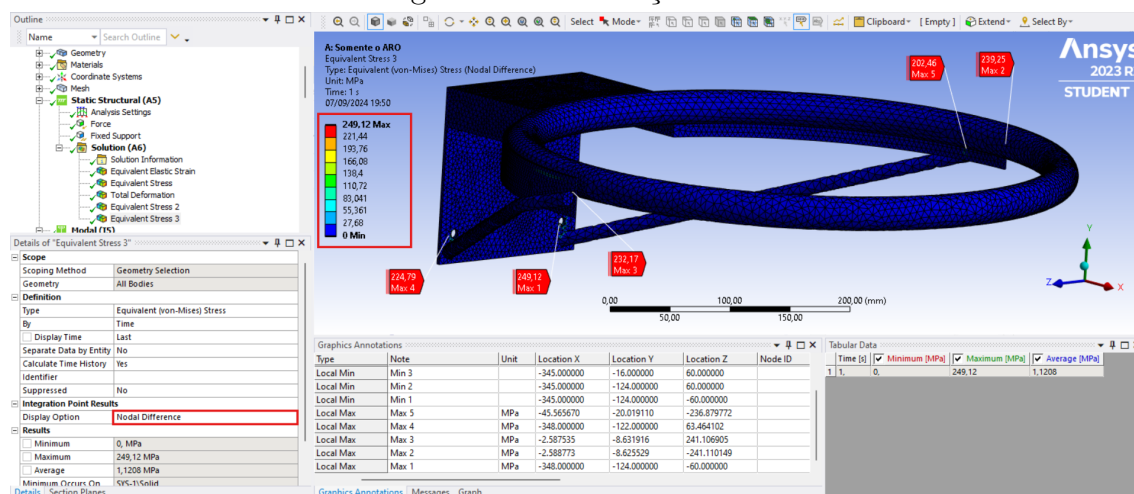 Outline
Name
Search Outline
Geometry
Materials
Coordinate Systems
Mesh
Static Structural (A5)
Analysis Settings
Force
Fixed Support
Solution (A6)
Solution Information
Equivalent Elastic Strain
Equivalent Stress
Total Deformation
Equivalent Stress 2
Equivalent Stress 3
Modal (I5)
Details of "Equivalent Stress 3"
Scope
Scoping Method Geometry Selection
Geometry All Bodies
Definition
Type Equivalent (von-Mises) Stress
By Time
Display Time Last
Separate Data by Entity No
Calculate Time History Yes
Identifier
Suppressed No
Integration Point Results
Display Option Nodal Difference
Results
Minimum 0, MPa
Maximum 249,12 MPa
Average 1,1208 MPa
Minimum Occurs On SYS-1\Solid
Details Section Planes
Select Mode Clipboard [ Empty ] Extend Select By
A: Somente o ARO
Equivalent Stress 3
Type: Equivalent (von-Mises) Stress (Nodal Difference)
Unit: MPa
Time: 1 s
07/09/2024 19:50
249,12 Max
221,44
193,76
166,08
138,4
110,72
83,041
55,361
27,68
0 Min
202,46
Max 5
239,25
Max 2
Ansys
2023 R
STUDENT
224,79
Max 4
249,12
Max 1
232,17
Max 3
0,00 100,00 200,00 (mm)
50,00 150,00
Y
Z X
Graphics Annotations
Type Note Unit Location X Location Y Location Z Node ID
Local Min Min 3 -345.000000 -16.000000 60.000000
Local Min Min 2 -345.000000 -124.000000 60.000000
Local Min Min 1 -345.000000 -124.000000 -60.000000
Local Max Max 5 MPa -45.565670 -20.019110 -236.879772
Local Max Max 4 MPa -348.000000 -122.000000 63.464102
Local Max Max 3 MPa -2.587535 -8.631916 241.106905
Local Max Max 2 MPa -2.588773 -8.625529 -241.110149
Local Max Max 1 MPa -348.000000 -124.000000 -60.000000
Graphics Annotations Messages Graph
Tabular Data
Time [s] Minimum [MPa] Maximum [MPa] Average [MPa]
1 1, 0, 249,12 1,1208